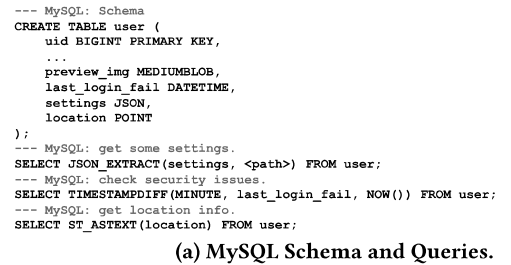 --- MySQL: Schema
CREATE TABLE user (
    uid BIGINT PRIMARY KEY,
    ...
    preview_img MEDIUMBLOB,
    last_login_fail DATETIME,
    settings JSON,
    location POINT
);
--- MySQL: get some settings.
SELECT JSON_EXTRACT(settings, <path>) FROM user;
--- MySQL: check security issues.
SELECT TIMESTAMPDIFF(MINUTE, last_login_fail, NOW()) FROM user;
--- MySQL: get location info.
SELECT ST_ASTEXT(location) FROM user;
(a) MySQL Schema and Queries.